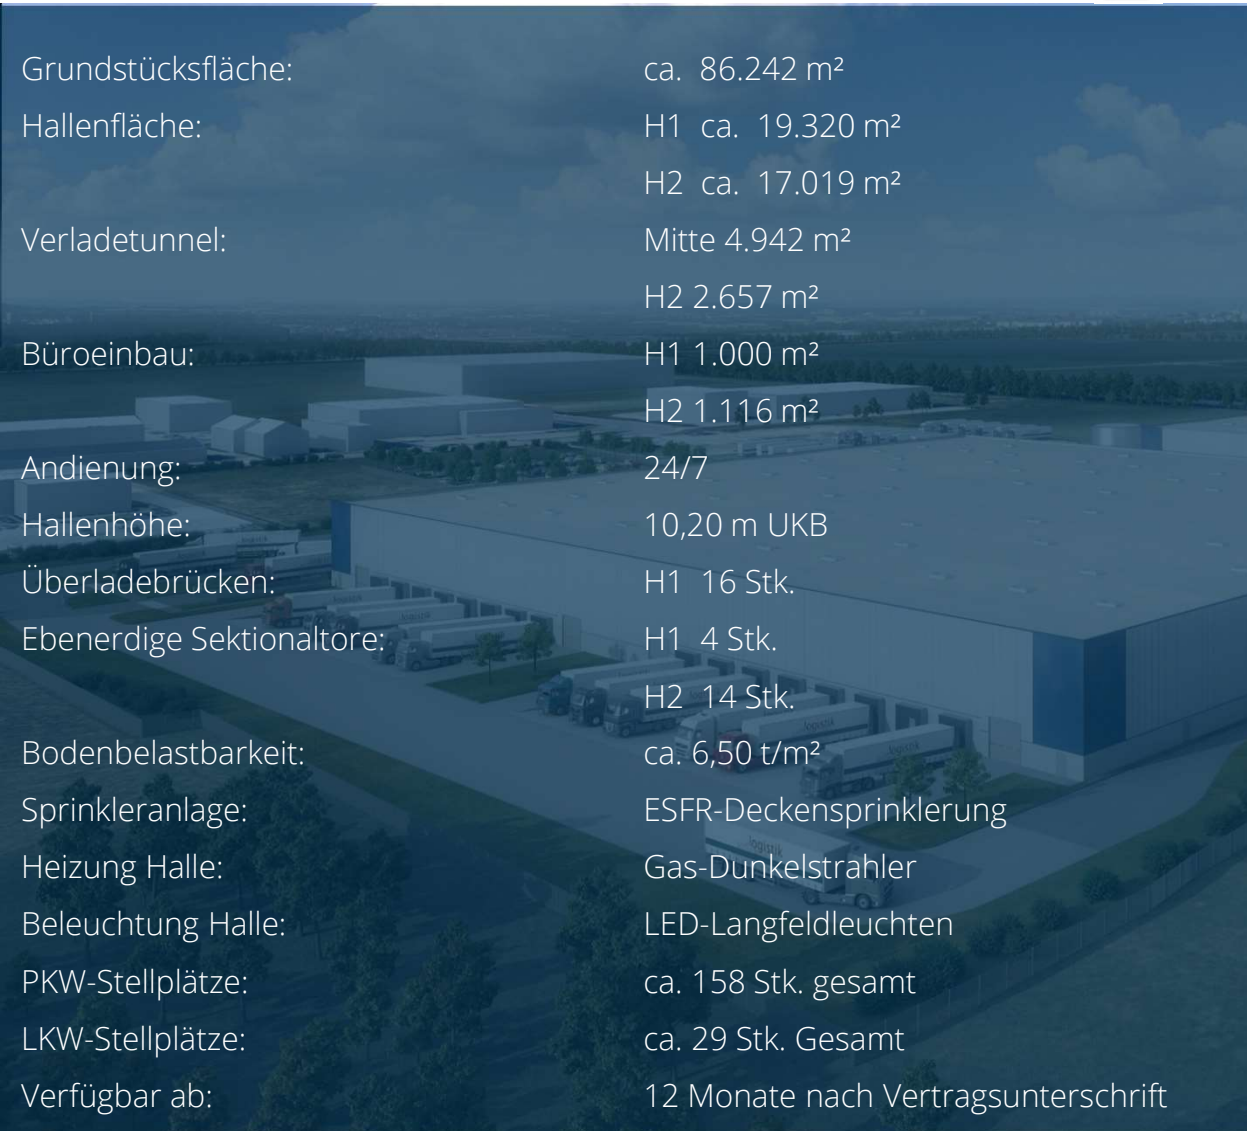 Grundstücksfläche: ca. 86.242 m²
Hallenfläche: H1 ca. 19.320 m²
H2 ca. 17.019 m²
Verladetunnel: Mitte 4.942 m²
H2 2.657 m²
Büroeinbau: H1 1.000 m²
H2 1.116 m²
Andienung: 24/7
Hallenhöhe: 10,20 m UKB
Überladebrücken: H1 16 Stk.
Ebenerdige Sektionaltore: H1 4 Stk.
H2 14 Stk.
logistik
logistik
Bodenbelastbarkeit: ca. 6,50 t/m²
Sprinkleranlage: ESFR-Deckensprinklerung
logistik
Heizung Halle: Gas-Dunkelstrahler
Beleuchtung Halle: LED-Langfeldleuchten
PKW-Stellplätze: ca. 158 Stk. gesamt
LKW-Stellplätze: ca. 29 Stk. Gesamt
Verfügbar ab: 12 Monate nach Vertragsunterschrift